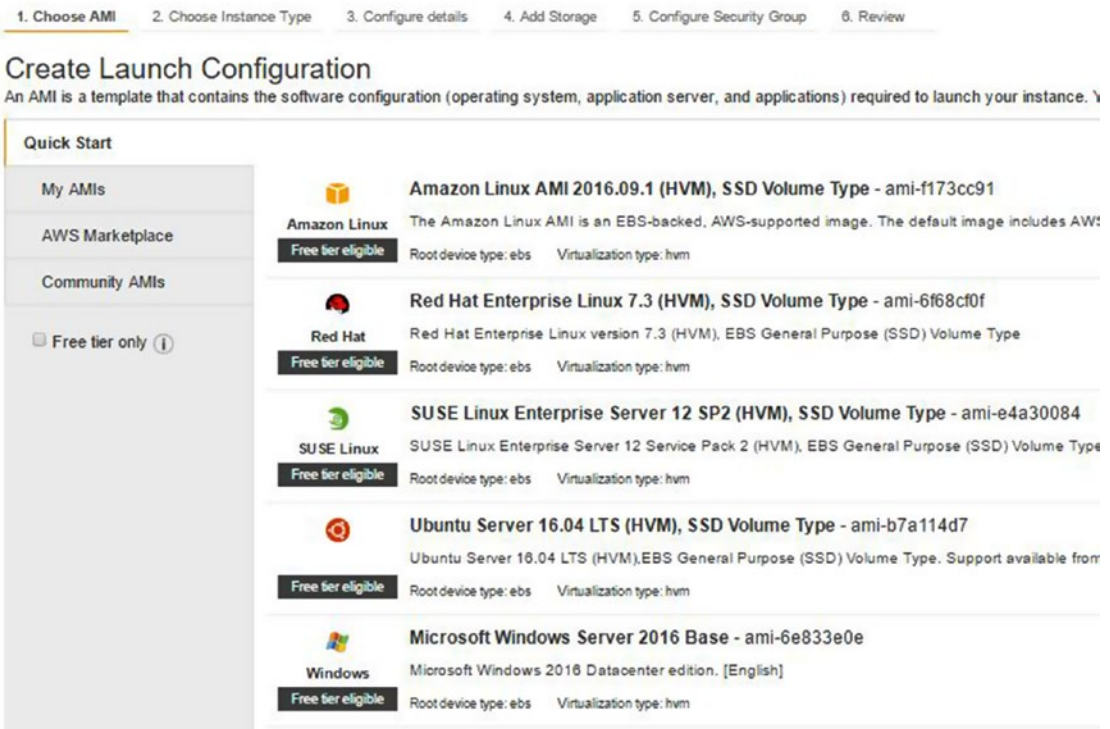 1. Choose AMI 2. Choose Instance Type 3. Configure details 4. Add Storage 5. Configure Security Group 6. Review
Create Launch Configuration
An AMI is a template that contains the software configuration (operating system, application server, and applications) required to launch your instance.
Quick Start
My AMIs
AWS Marketplace
Community AMIs
Free tier only
Amazon Linux AMI 2016.09.1 (HVM), SSD Volume Type - ami-f173cc91
Amazon Linux
The Amazon Linux AMI is an EBS-backed, AWS-supported image. The default image includes AWS
Free tier eligible
Root device type: ebs Virtualization type: hvm
Red Hat Enterprise Linux 7.3 (HVM), SSD Volume Type - ami-6f68cf0f
Red Hat
Red Hat Enterprise Linux version 7.3 (HVM), EBS General Purpose (SSD) Volume Type
Free tier eligible
Root device type: ebs Virtualization type: hvm
SUSE Linux Enterprise Server 12 SP2 (HVM), SSD Volume Type - ami-e4a30084
SUSE Linux
SUSE Linux Enterprise Server 12 Service Pack 2 (HVM), EBS General Purpose (SSD) Volume Type
Free tier eligible
Root device type: ebs Virtualization type: hvm
Ubuntu Server 16.04 LTS (HVM), SSD Volume Type - ami-b7a114d7
Ubuntu Server 16.04 LTS (HVM),EBS General Purpose (SSD) Volume Type. Support available from
Free tier eligible
Root device type: ebs Virtualization type: hvm
Microsoft Windows Server 2016 Base - ami-6e833e0e
Windows
Microsoft Windows 2016 Datacenter edition. [English]
Free tier eligible
Root device type: ebs Virtualization type: hvm